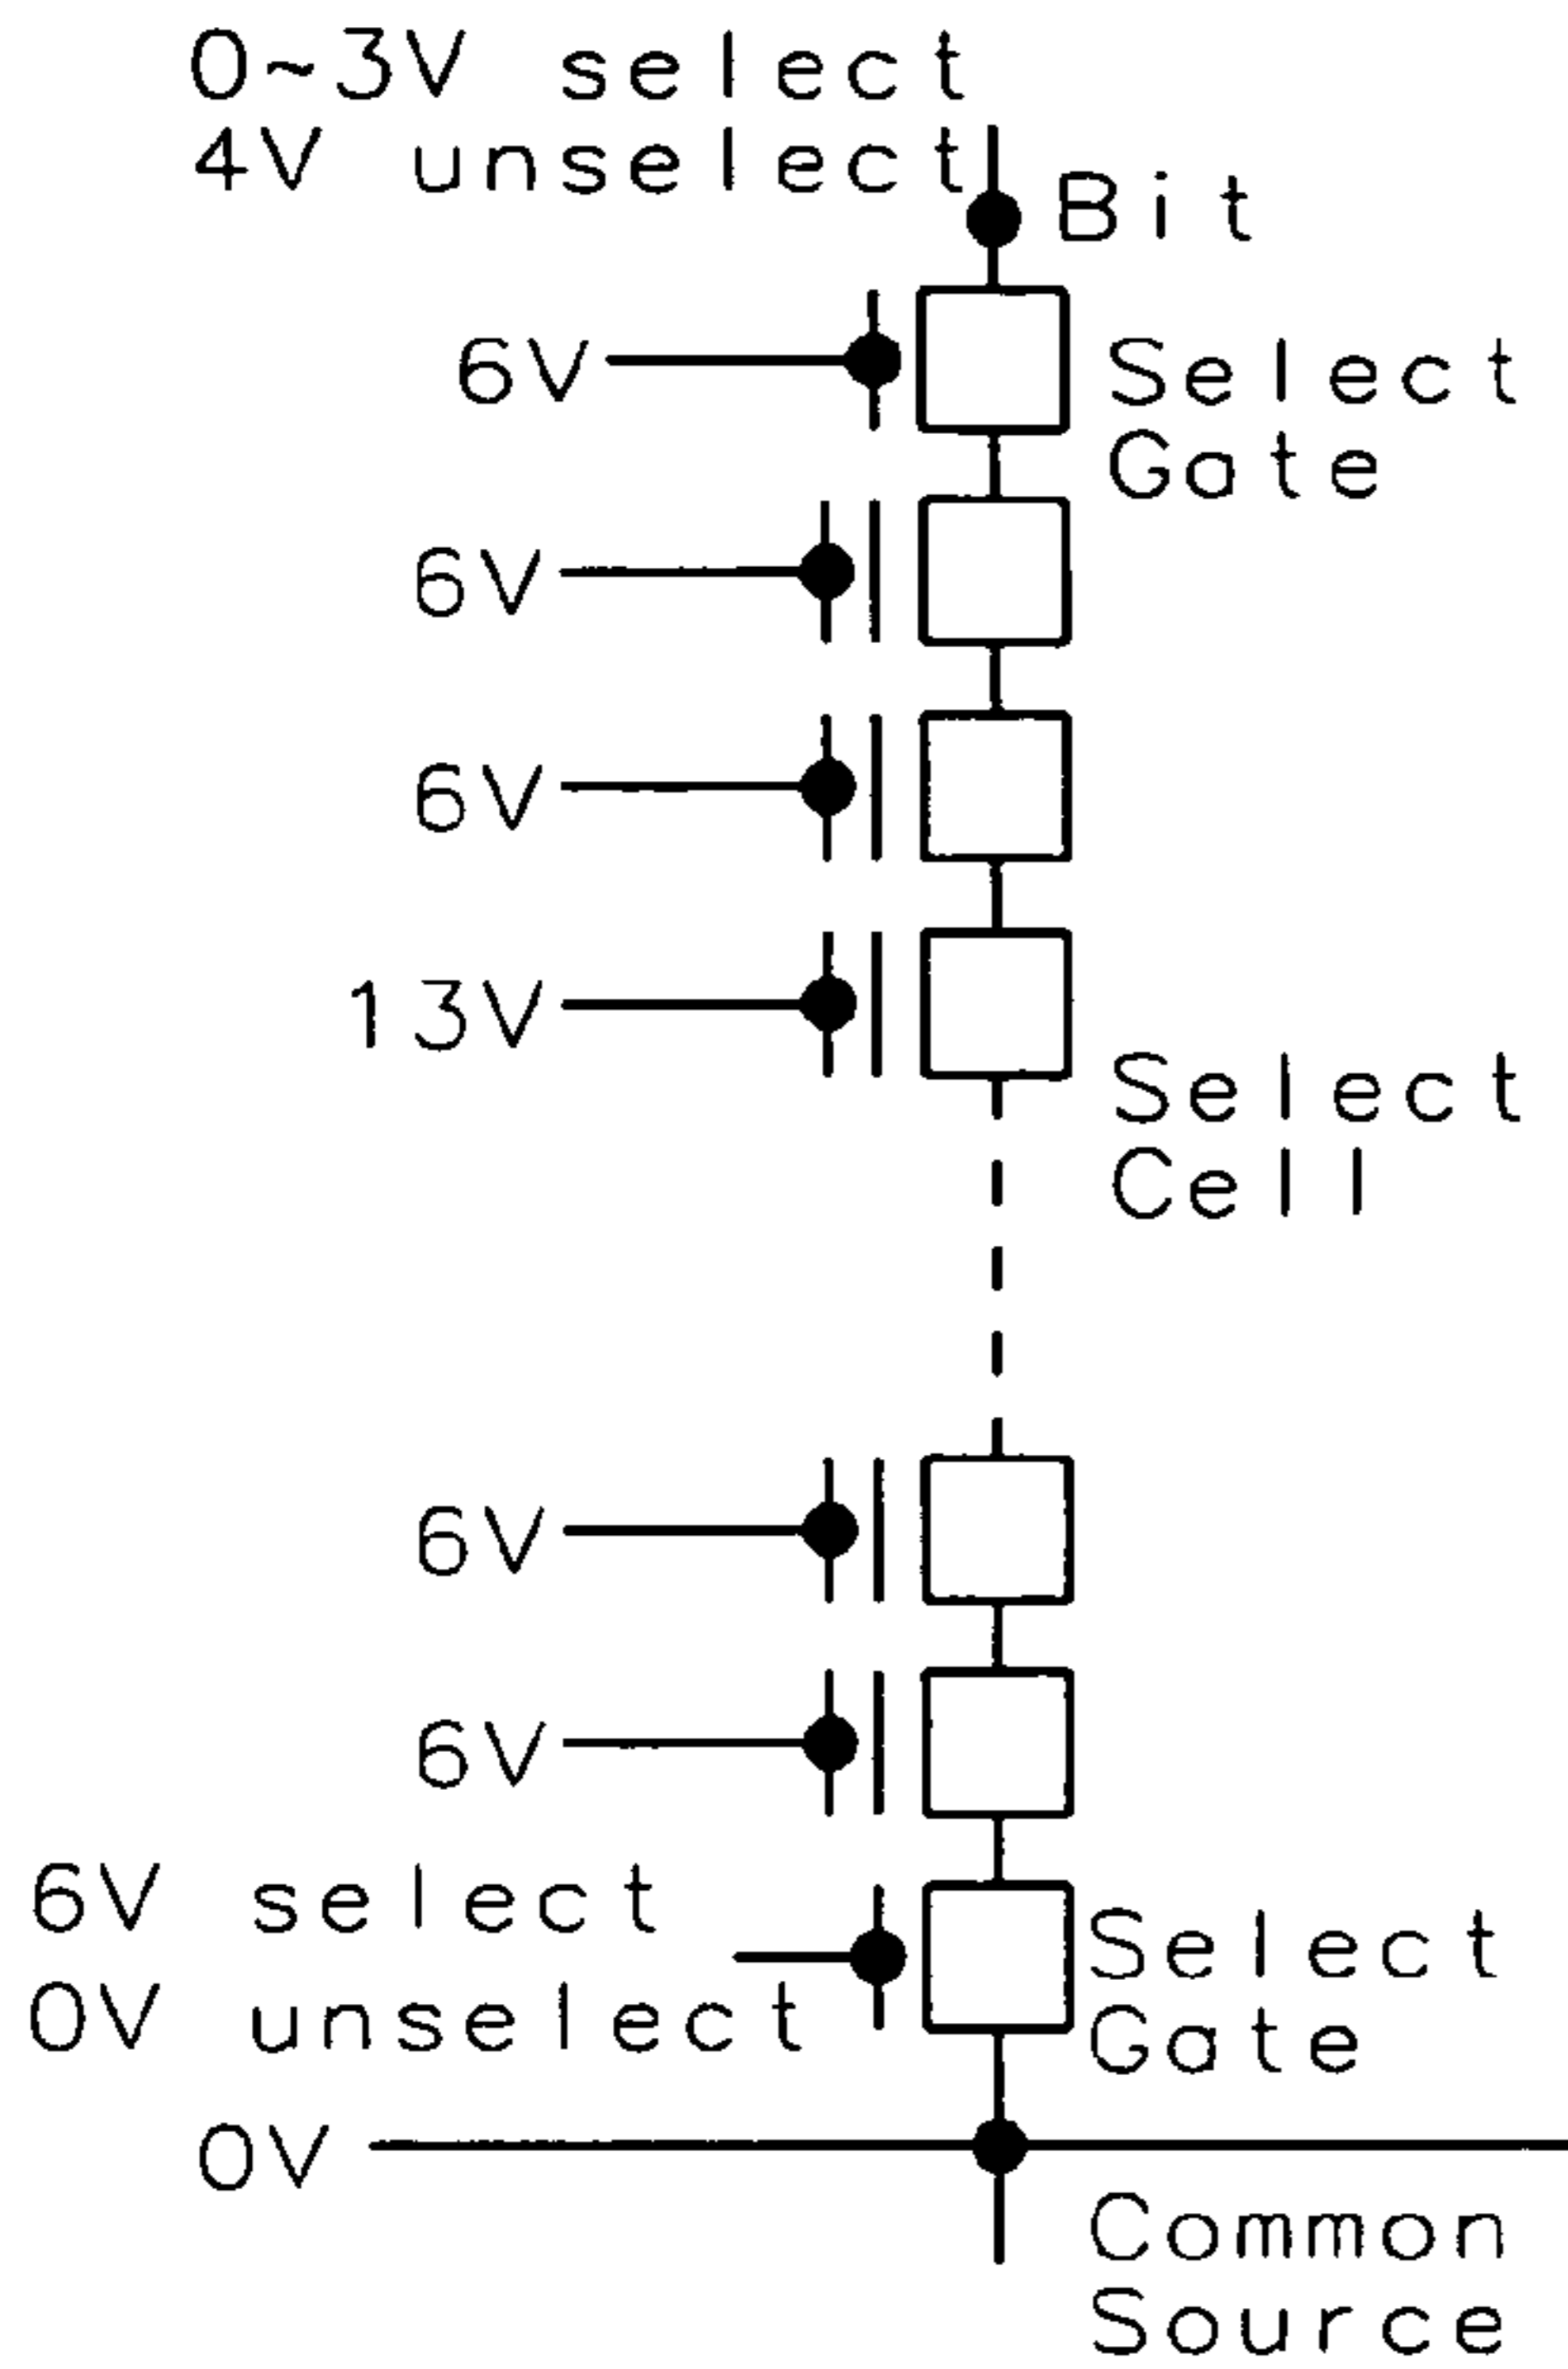 0~3V select
4V unselect
Bit
6V
Select
Gate
6V
6V
13V
Select
Cell
6V
6V
6V select
0V unselect
Select
Gate
0V
Common
Source